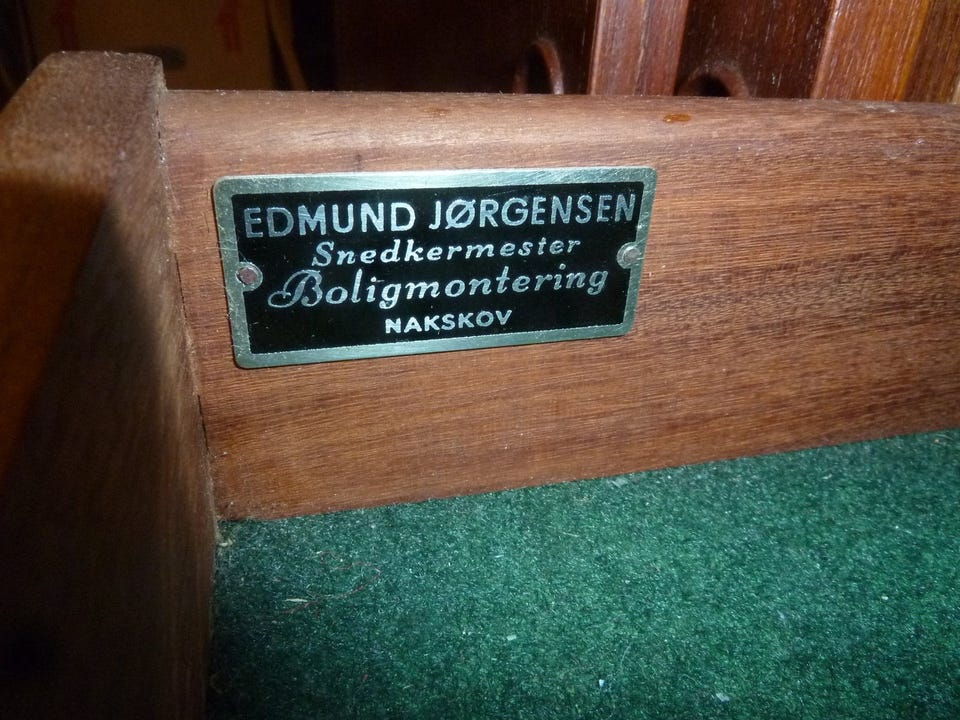 EDMUND JØRGENSEN
Snedkermester
Boligmontering
NAKSKOV